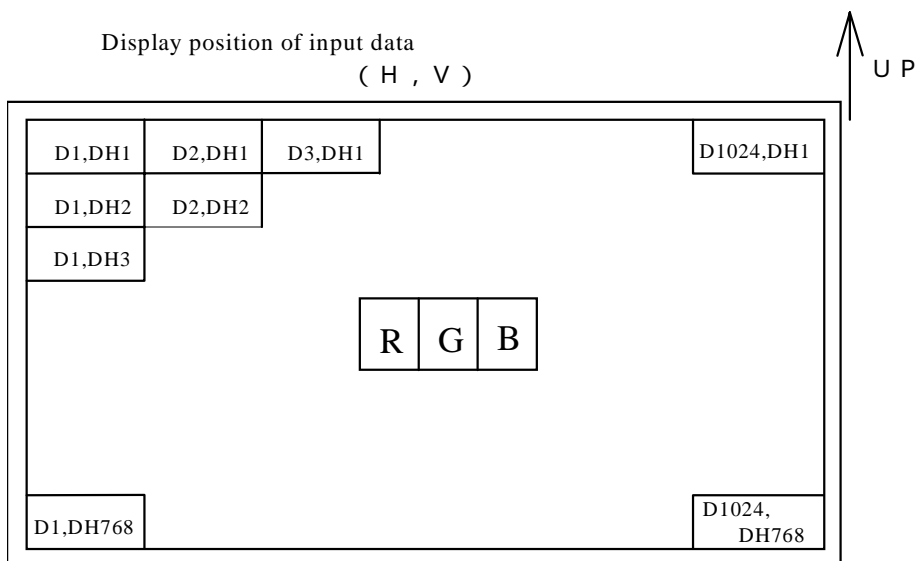 Display position of input data
( H , V )
U P
D1,DH1 D2,DH1 D3,DH1 D1024,DH1
D1,DH2 D2,DH2
D1,DH3
R G B
D1,DH768 D1024,
DH768